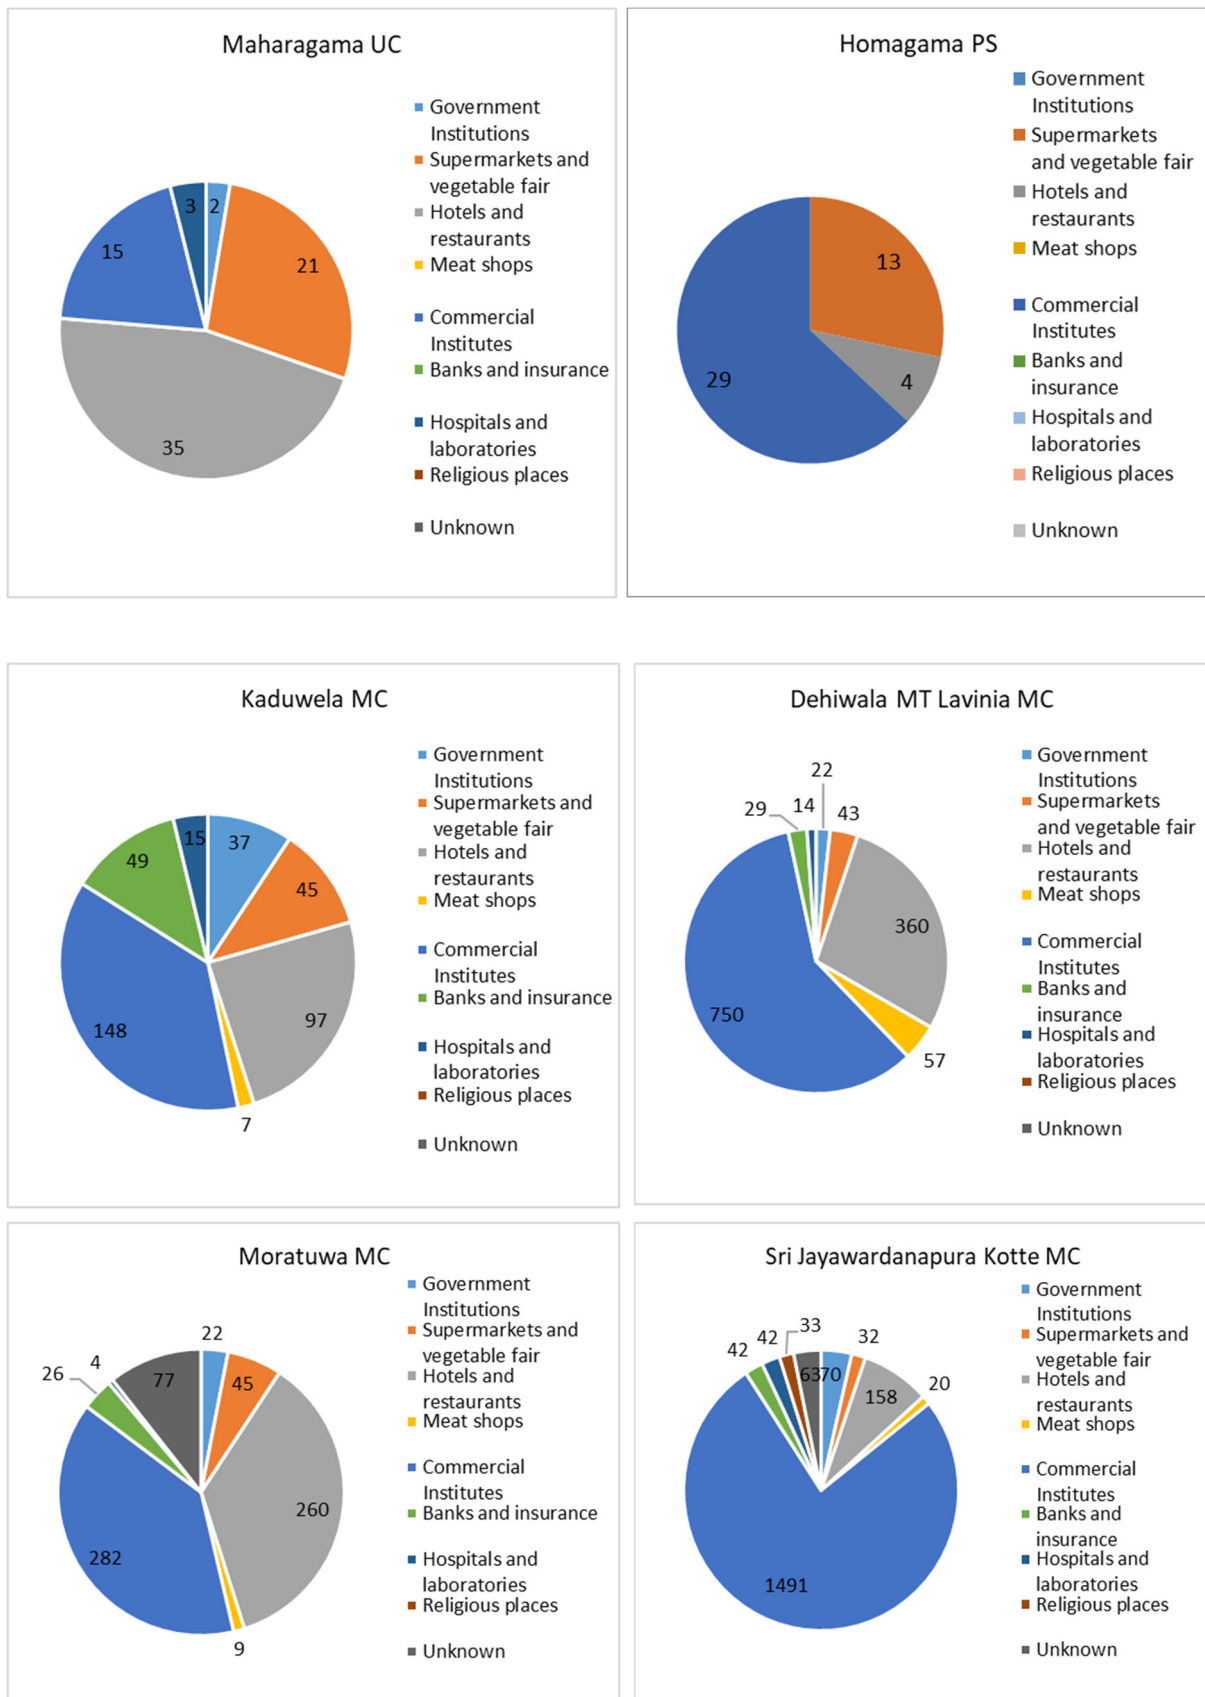 Maharagama UC
Government
Institutions
Supermarkets and
vegetable fair
Hotels and
restaurants
Meat shops
Commercial
Institutes
Banks and insurance
Hospitals and
laboratories
Religious places
Unknown
3
2
15
21
35
Homagama PS
Government
Institutions
Supermarkets
and vegetable fair
Hotels and
restaurants
Meat shops
Commercial
Institutes
Banks and
insurance
Hospitals and
laboratories
Religious places
Unknown
13
29
4
Kaduwela MC
Government
Institutions
Supermarkets and
vegetable fair
Hotels and
restaurants
Meat shops
Commercial
Institutes
Banks and insurance
Hospitals and
laboratories
Religious places
Unknown
15
37
49
45
97
148
7
Dehiwala MT Lavinia MC
Government
Institutions
Supermarkets
and vegetable fair
Hotels and
restaurants
Meat shops
Commercial
Institutes
Banks and
insurance
Hospitals and
laboratories
Religious places
Unknown
22
29
14
43
360
750
57
Moratuwa MC
Government
Institutions
Supermarkets and
vegetable fair
Hotels and
restaurants
Meat shops
Commercial
Institutes
Banks and insurance
Hospitals and
laboratories
Religious places
Unknown
22
4
26
77
45
260
282
9
Sri Jayawardanapura Kotte MC
Government
Institutions
Supermarkets and
vegetable fair
Hotels and
restaurants
Meat shops
Commercial
Institutes
Banks and
insurance
Hospitals and
laboratories
Religious places
Unknown
33
32
42
42
63
70
20
158
1491